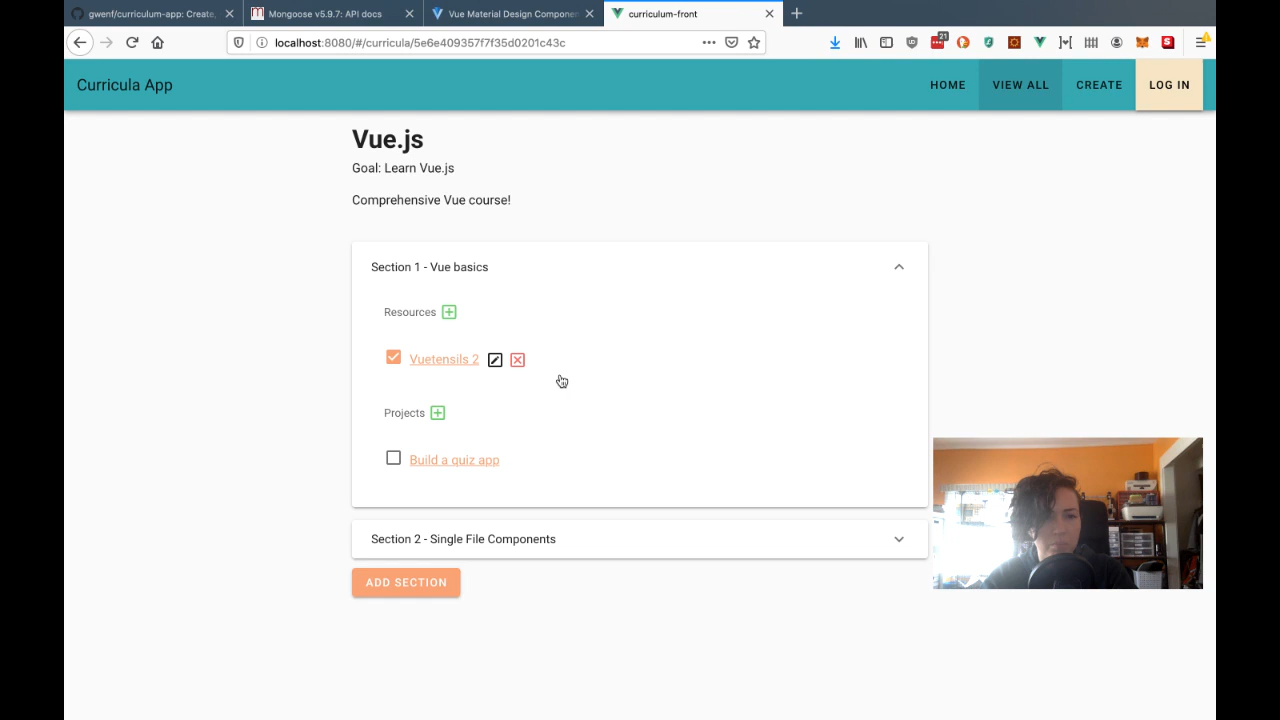 gwenf/curriculum-app: Create,
Mongoose v5.9.7: API docs
Vue Material Design Componen
curriculum-front
localhost:8080/#/curricula/5e6e409357f7f35d0201c43c
21
Curricula App
HOME
VIEW ALL
CREATE
LOG IN
Vue.js
Goal: Learn Vue.js
Comprehensive Vue course!
Section 1 - Vue basics
Resources
Vuetensils 2
Projects
Build a quiz app
Section 2 - Single File Components
ADD SECTION